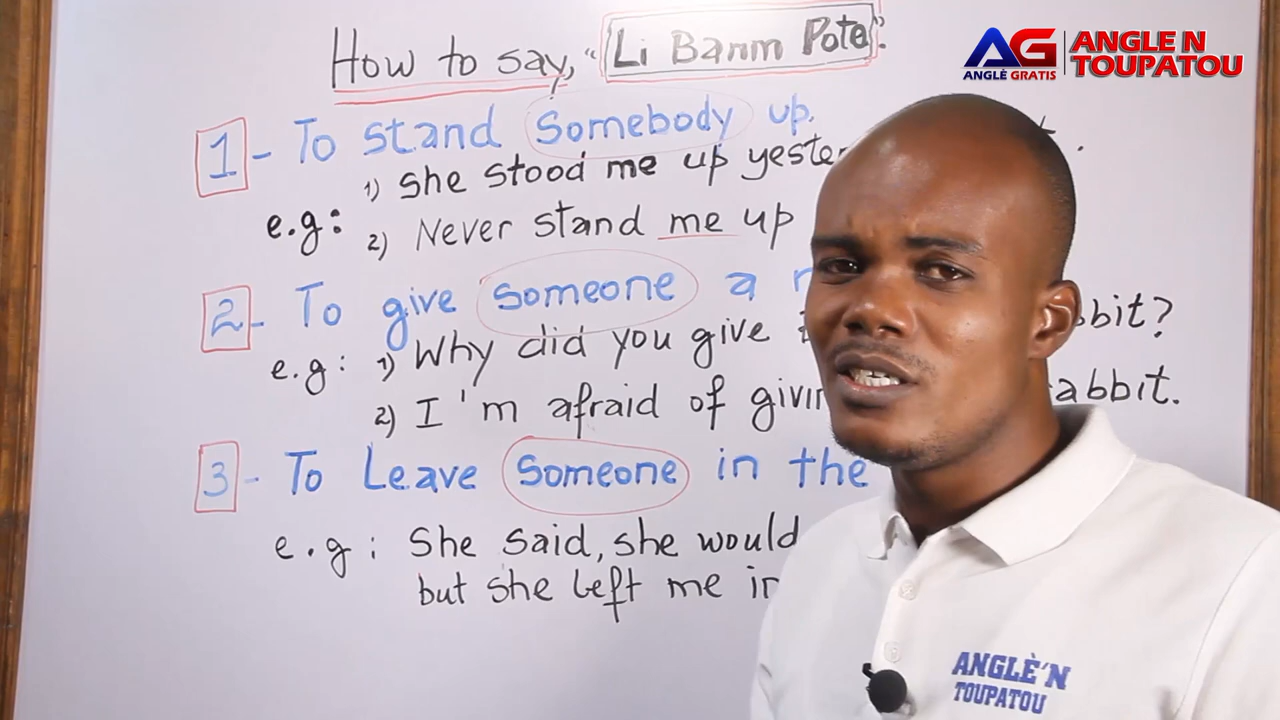 How to say, "Li Banm Pote".
AG
ANGLÈ GRATIS
ANGLE N
TOUPATOU
1 - To stand Somebody up.
1) She stood me up yester
e.g: 2) Never stand me up
2 - To give someone a
e.g: 1) Why did you give bbit?
2) I'm afraid of givin abbit.
3 - To Leave Someone in the
e.g: She said, she would
but she left me in
ANGLÈ'N
TOUPATOU